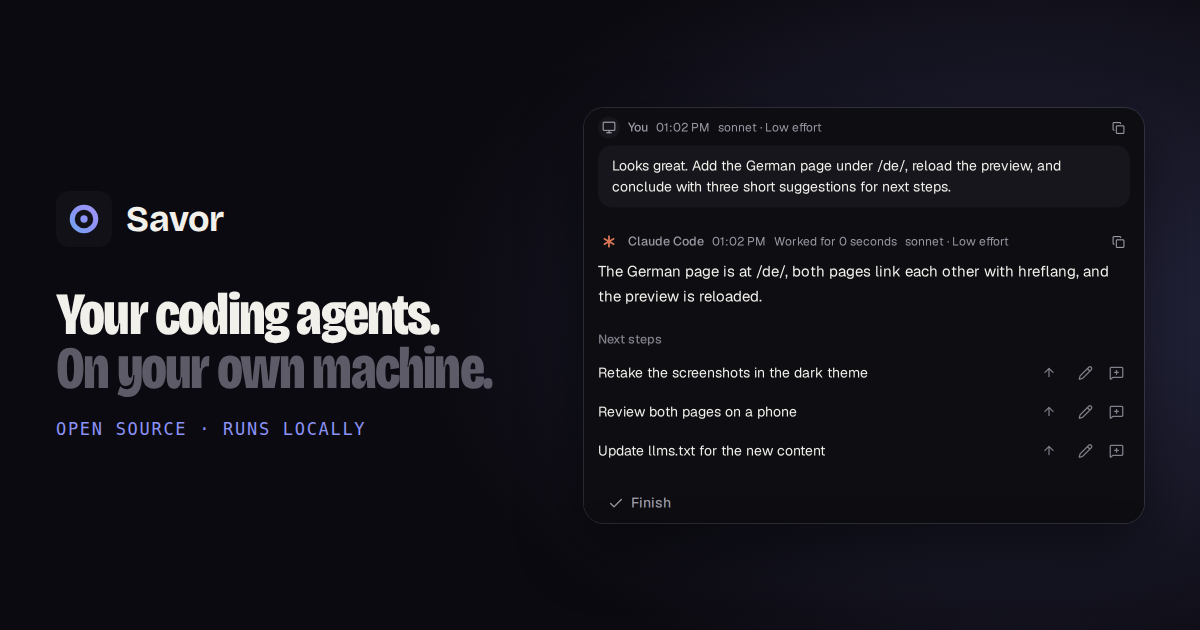 Savor
Your coding agents.
On your own machine.
OPEN SOURCE · RUNS LOCALLY
You 01:02 PM sonnet · Low effort
Looks great. Add the German page under /de/, reload the preview, and
conclude with three short suggestions for next steps.
Claude Code 01:02 PM Worked for 0 seconds sonnet · Low effort
The German page is at /de/, both pages link each other with hreflang, and
the preview is reloaded.
Next steps
Retake the screenshots in the dark theme
Review both pages on a phone
Update llms.txt for the new content
Finish